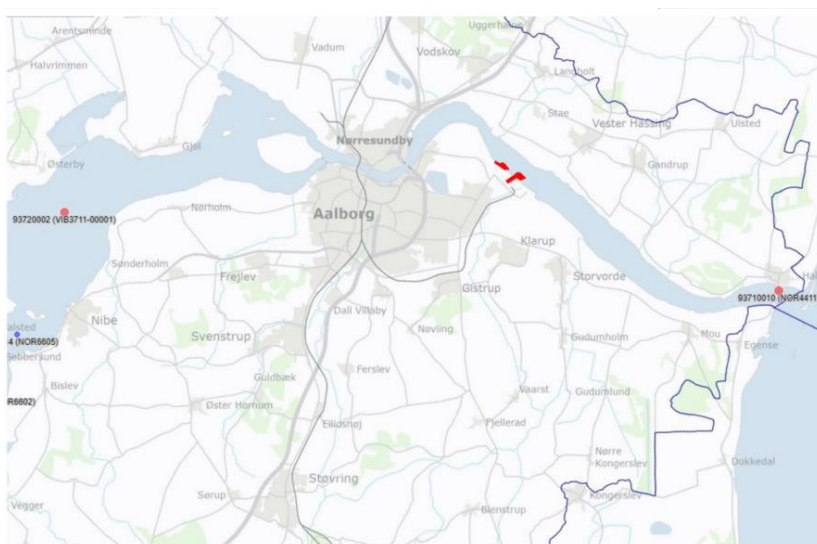 Uggerhalne
Arentsminde
Vadum
Vodskov
Halvrimmen
Langholt
Stae
Vester Hassing
Ulsted
Nørresundby
Gjøl
Østerby
Gandrup
93720002 (VIB3711-00001)
Nørholm
Aalborg
Klarup
Sønderholm
Frejlev
Storvorde
Gistrup
93710010 (NOR4411
Dall Villaby
Nibe
Nøvling
Svenstrup
4 (NOR6605)
Gudumholm
Mou
Egense
Sebbersund
Ferslev
Guldbæk
Bislev
Vaarst
Gudumlund
R6602)
Øster Hornum
Ellidshøj
Fjellerad
Nørre
Kongerslev
Dokkedal
Støvring
Sørup
Kongerslev
Vegger
Blenstrup